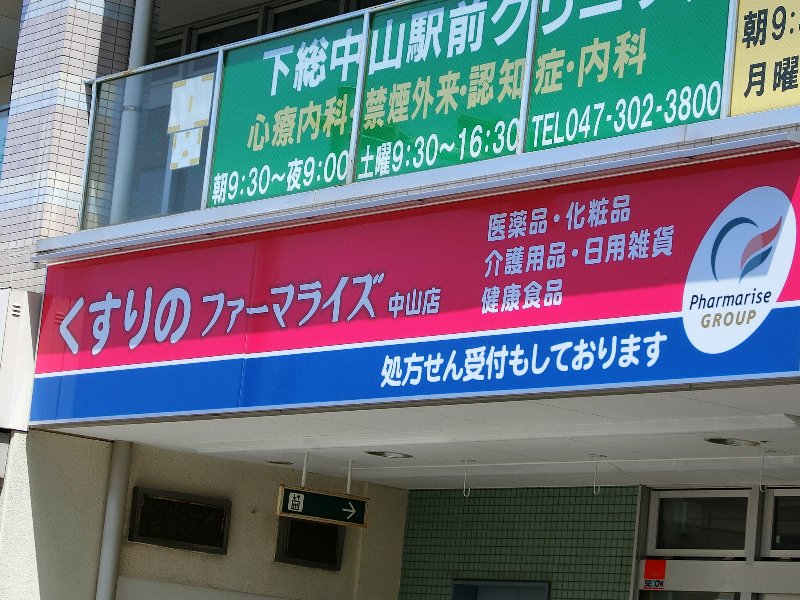 下総中山駅前クリニック
心療内科・禁煙外来・認知症・内科
朝9:30～夜9:00 土曜9:30～16:30 TEL047-302-3800
朝9:
月曜
くすりの ファーマライズ 中山店
医薬品・化粧品
介護用品・日用雑貨
健康食品
Pharmarise
GROUP
処方せん受付もしております
SECOM